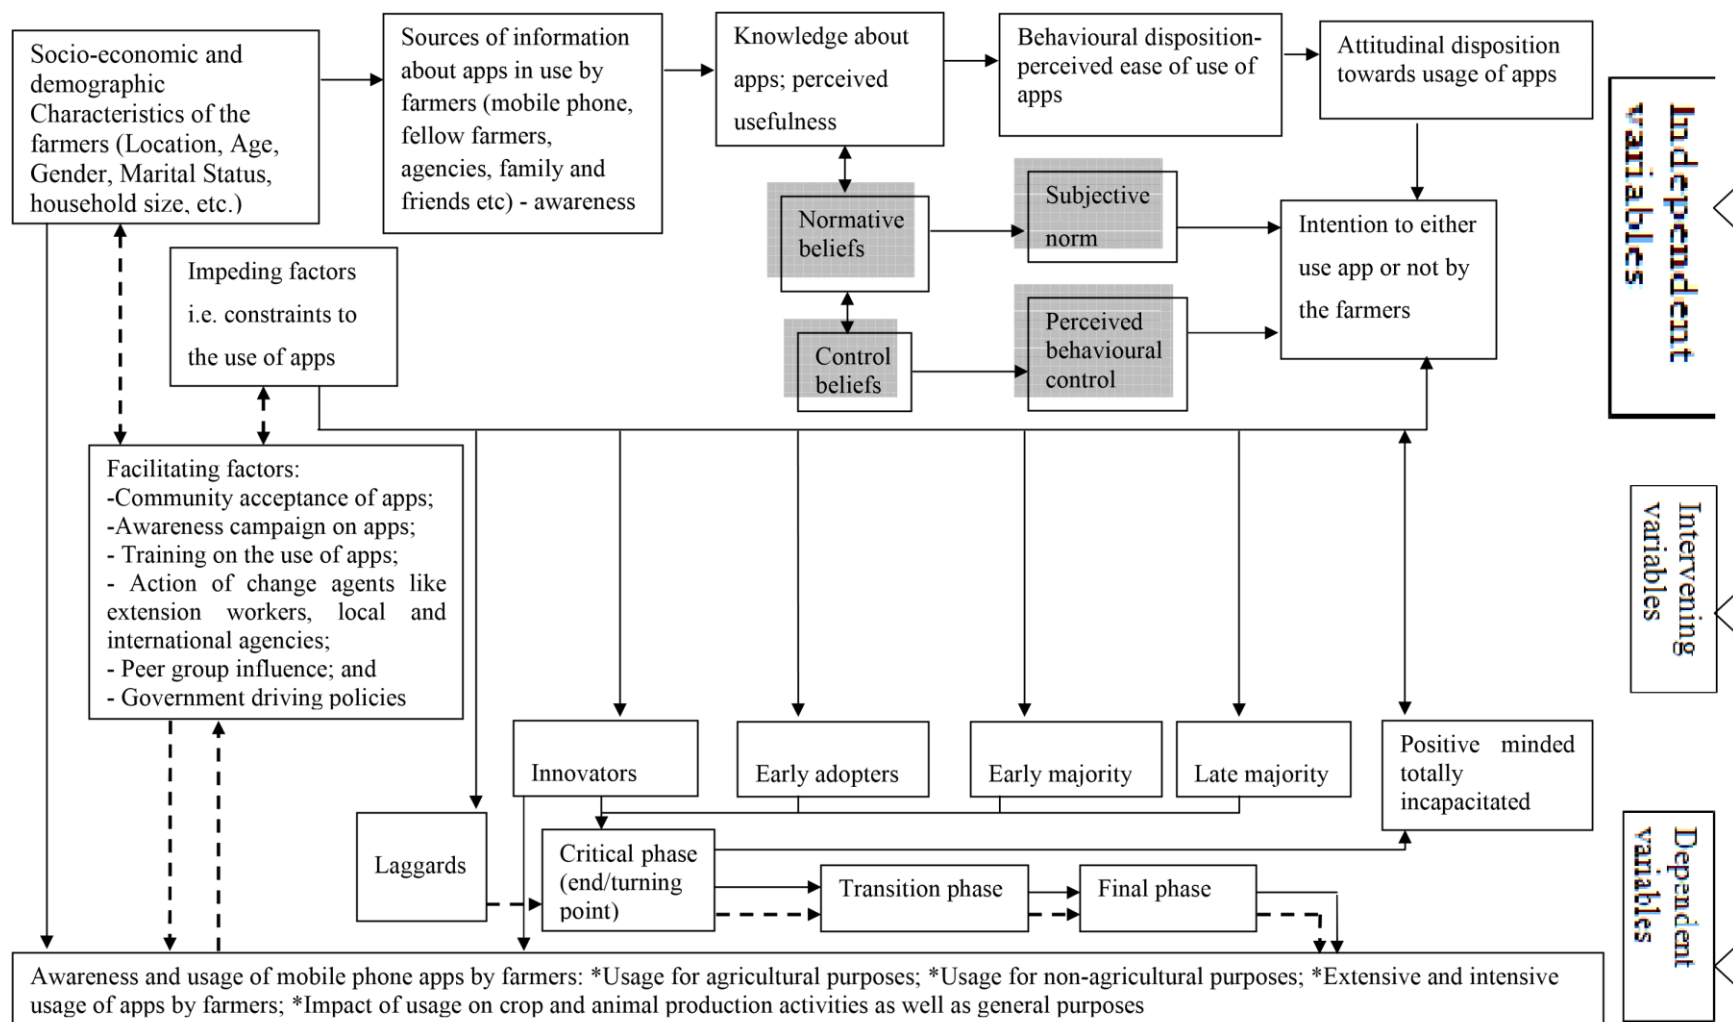 Socio-economic and
demographic
Characteristics of the
farmers (Location, Age,
Gender, Marital Status,
household size, etc.)
Sources of information
about apps in use by
farmers (mobile phone,
fellow farmers,
agencies, family and
friends etc) - awareness
Knowledge about
apps; perceived
usefulness
Behavioural disposition-
perceived ease of use of
apps
Attitudinal disposition
towards usage of apps
Independent
variables
Normative
beliefs
Subjective
norm
Intention to either
use app or not by
the farmers
Impeding factors
i.e. constraints to
the use of apps
Control
beliefs
Perceived
behavioural
control
Facilitating factors:
-Community acceptance of apps;
-Awareness campaign on apps;
- Training on the use of apps;
- Action of change agents like
extension workers, local and
international agencies;
- Peer group influence; and
- Government driving policies
Intervening
variables
Innovators
Early adopters
Early majority
Late majority
Positive minded
totally
incapacitated
Laggards
Critical phase
(end/turning
point)
Transition phase
Final phase
Dependent
variables
Awareness and usage of mobile phone apps by farmers: *Usage for agricultural purposes; *Usage for non-agricultural purposes; *Extensive and intensive
usage of apps by farmers; *Impact of usage on crop and animal production activities as well as general purposes